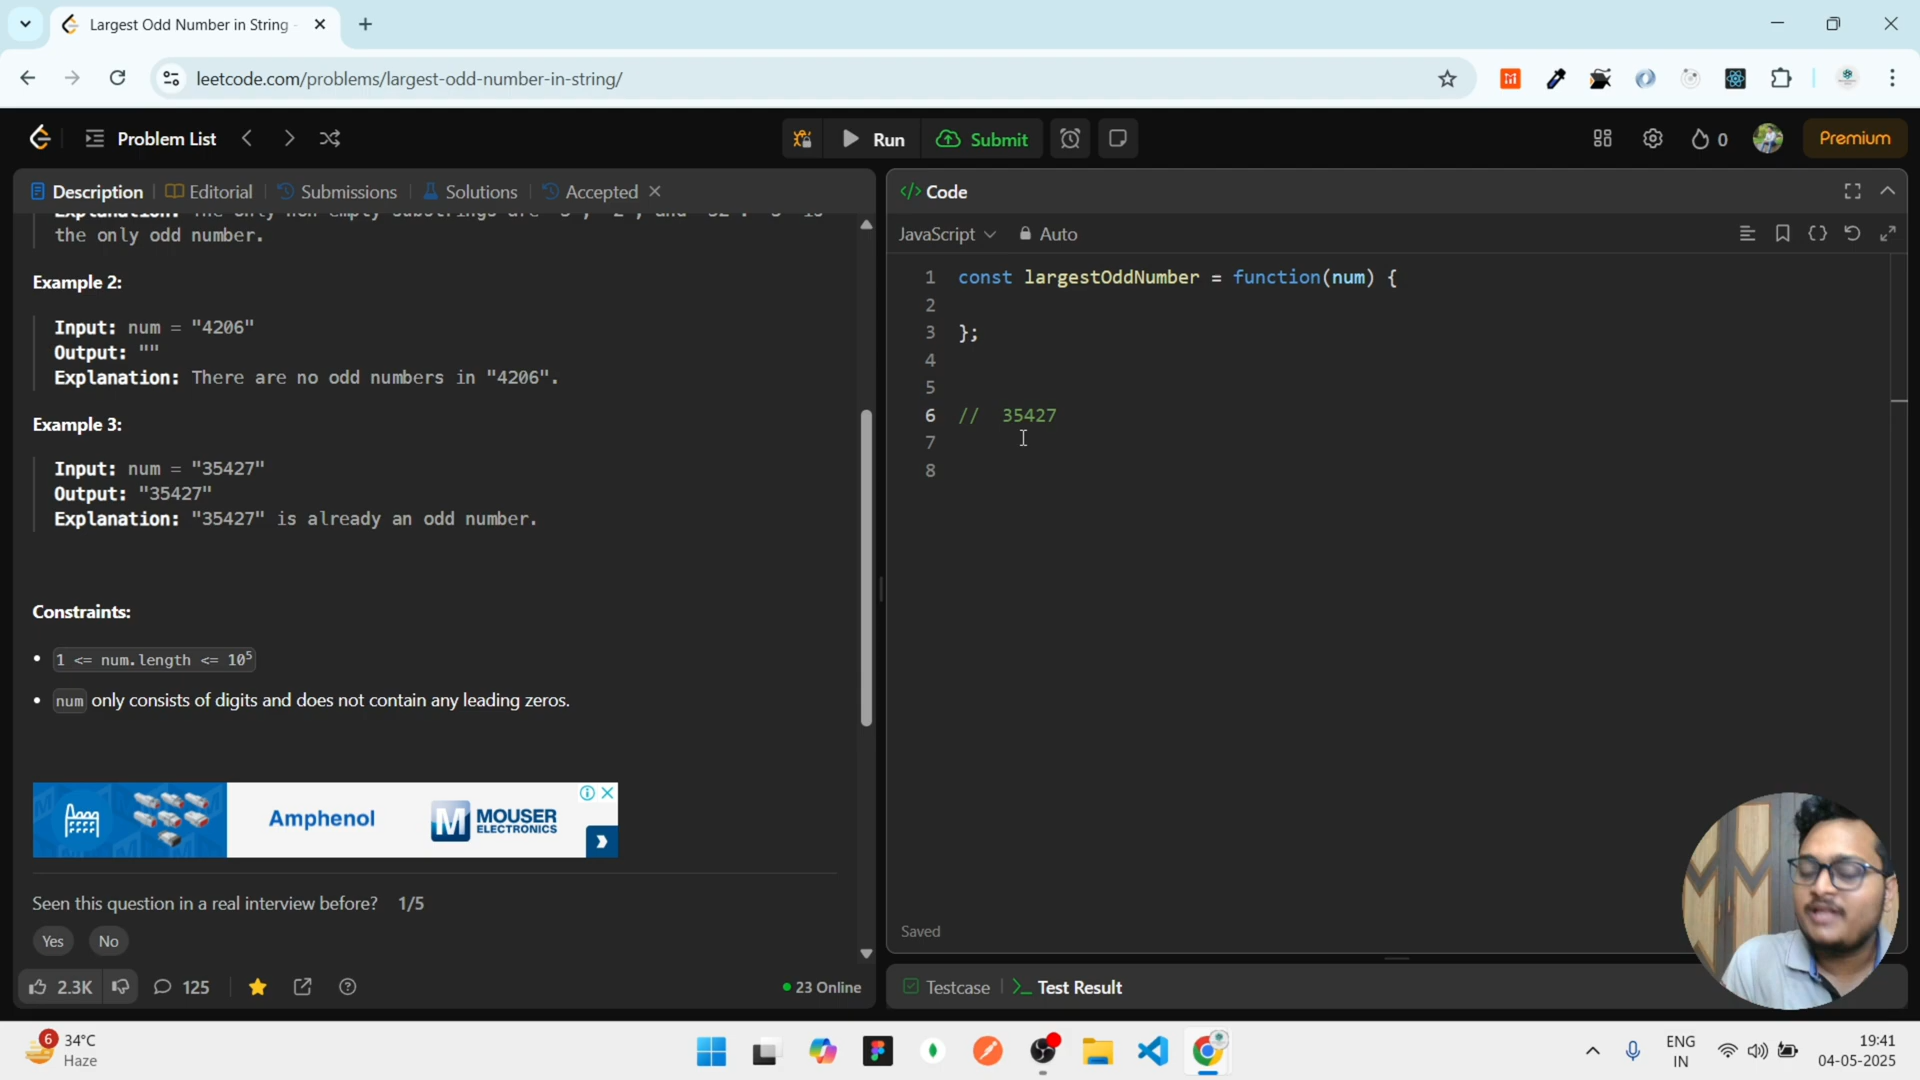 Largest Odd Number in String -
leetcode.com/problems/largest-odd-number-in-string/
Problem List
Run
Submit
0
Premium
Description
Editorial
Submissions
Solutions
Accepted
the only odd number.
Example 2:
Input: num = "4206"
Output: ""
Explanation: There are no odd numbers in "4206".
Example 3:
Input: num = "35427"
Output: "35427"
Explanation: "35427" is already an odd number.
Constraints:
1 <= num.length <= 10⁵
num only consists of digits and does not contain any leading zeros.
Amphenol
M MOUSER
ELECTRONICS
Seen this question in a real interview before? 1/5
Yes
No
2.3K
125
23 Online
</> Code
JavaScript
Auto
1 const largestOddNumber = function(num) {
2
3 };
4
5
6 // 35427
7
8
Saved
Testcase
>_ Test Result
6
34°C
Haze
ENG
IN
19:41
04-05-2025